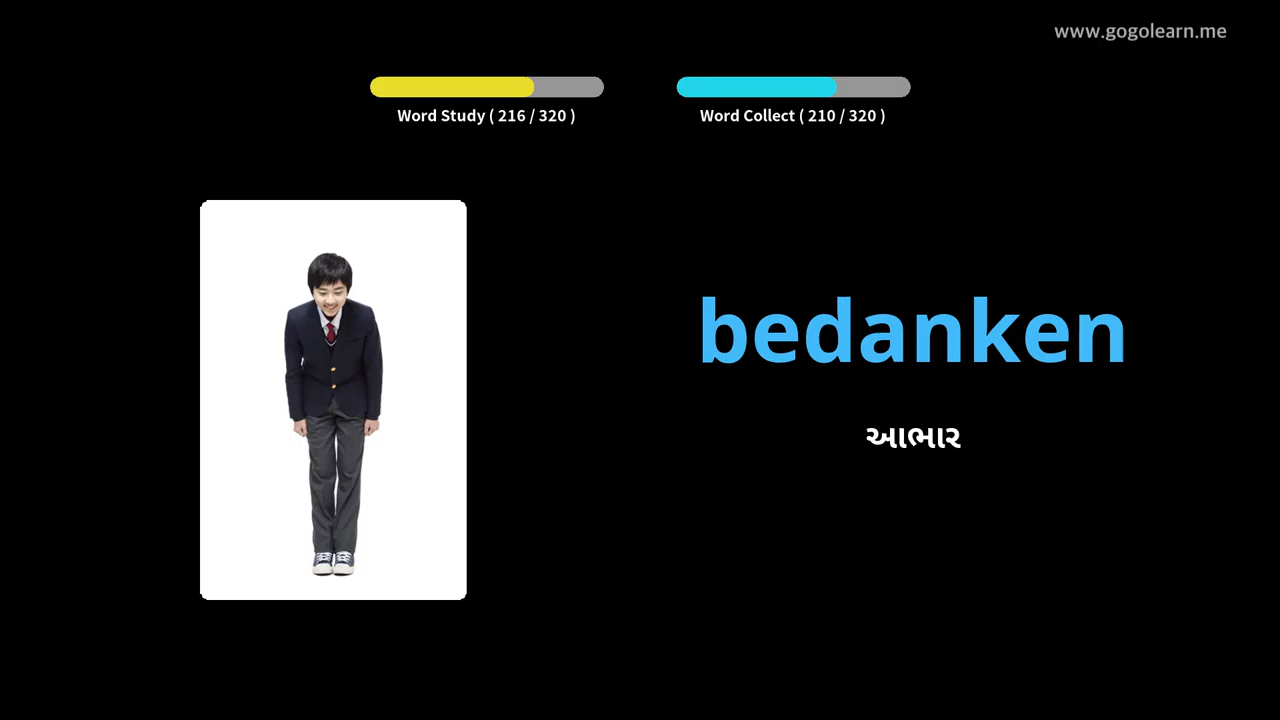 www.gogolearn.me
Word Study ( 216 / 320 )
Word Collect ( 210 / 320 )
bedanken
આભાર